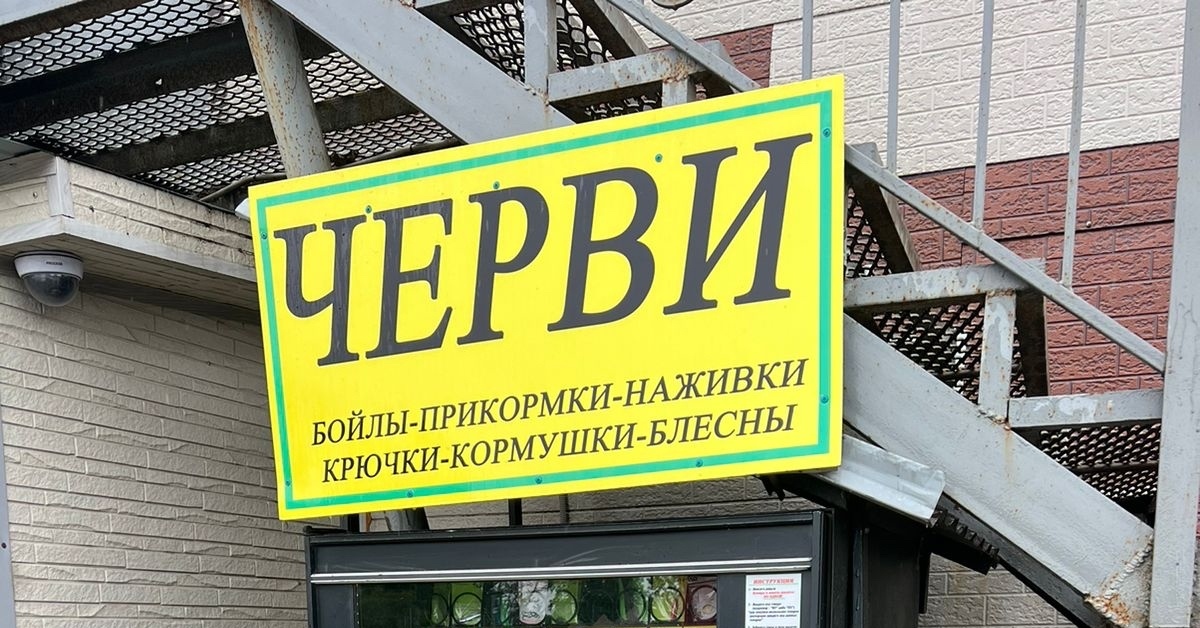 ЧЕРВИ
БОЙЛЫ-ПРИКОРМКИ-НАЖИВКИ
КРЮЧКИ-КОРМУШКИ-БЛЕСНЫ
ИНСТРУКЦИЯ